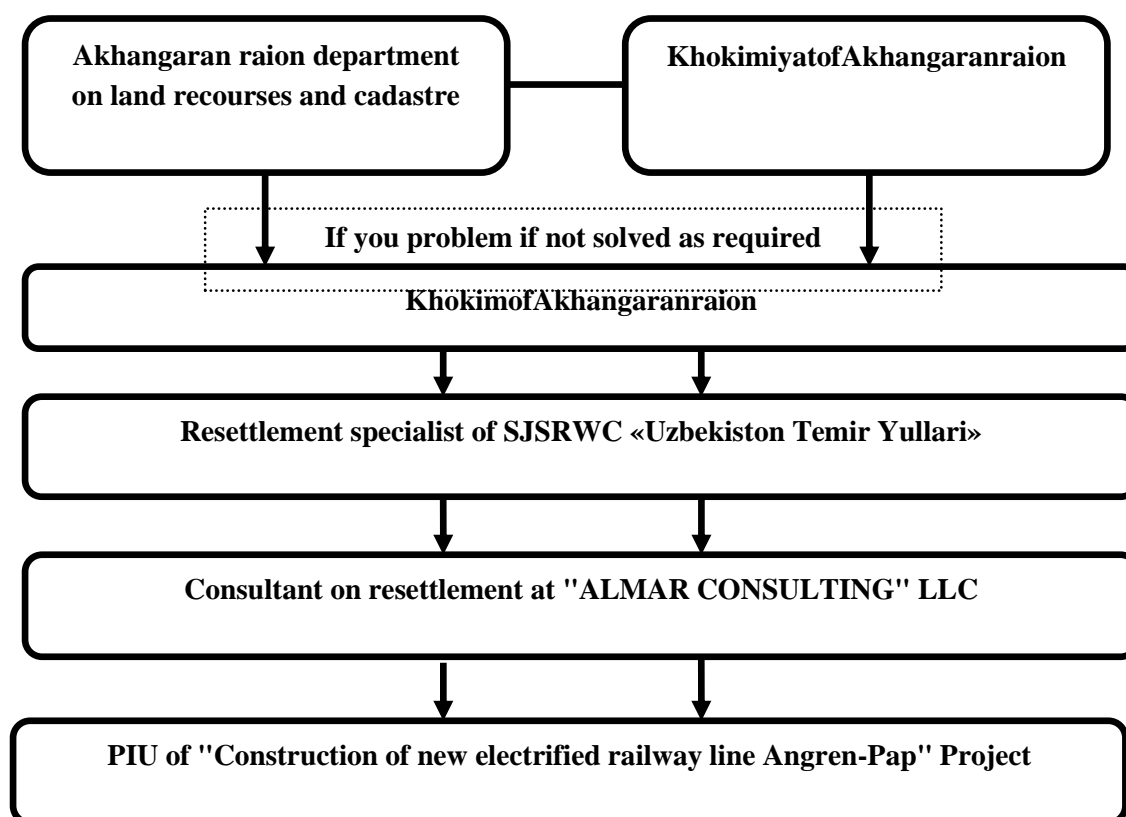 Akhangaran raion department
on land recourses and cadastre
KhokimiyatofAkhangaranraion
If you problem if not solved as required
KhokimofAkhangaranraion
Resettlement specialist of SJSRWC «Uzbekiston Temir Yullari»
Consultant on resettlement at "ALMAR CONSULTING" LLC
PIU of "Construction of new electrified railway line Angren-Pap" Project